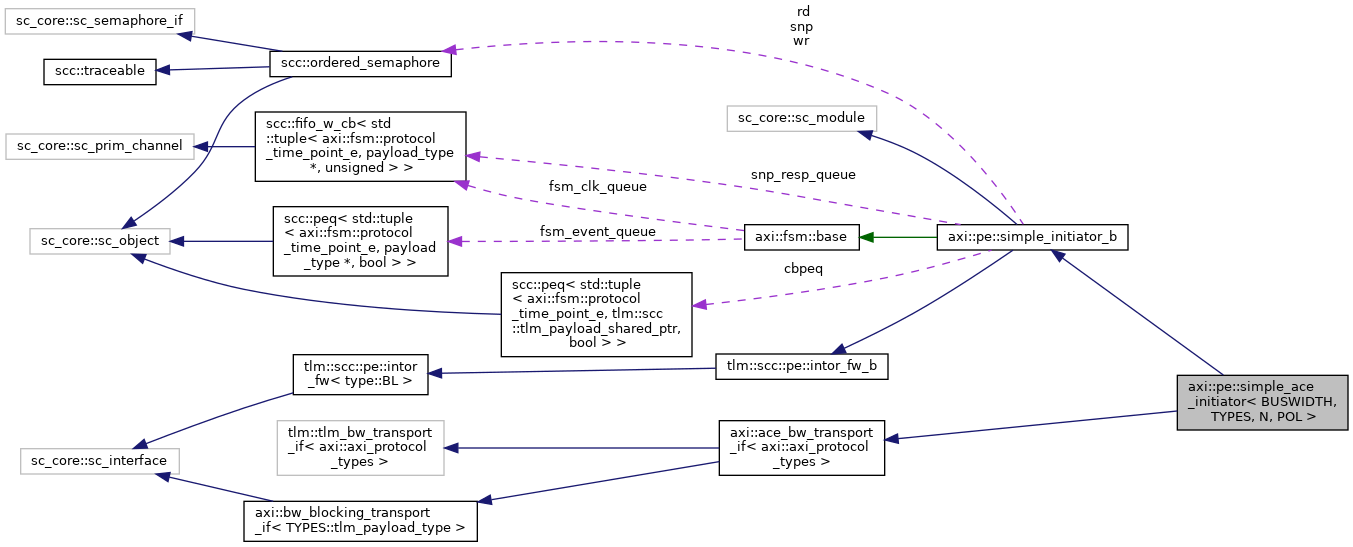 sc_core::sc_semaphore_if
rd
snp
wr
scc::ordered_semaphore
scc::traceable
sc_core::sc_module
scc::fifo_w_cb< std
::tuple< axi::fsm::protocol
_time_point_e, payload_type
*, unsigned > >
sc_core::sc_prim_channel
snp_resp_queue
fsm_clk_queue
scc::peq< std::tuple
< axi::fsm::protocol
_time_point_e, payload
_type *, bool > >
fsm_event_queue
sc_core::sc_object
axi::fsm::base
axi::pe::simple_initiator_b
cbpeq
scc::peq< std::tuple
< axi::fsm::protocol
_time_point_e, tlm::scc
::tlm_payload_shared_ptr,
bool > >
tlm::scc::pe::intor
_fw< type::BL >
tlm::scc::pe::intor_fw_b
axi::pe::simple_ace
_initiator< BUSWIDTH,
TYPES, N, POL >
tlm::tlm_bw_transport
_if< axi::axi_protocol
_types >
axi::ace_bw_transport
_if< axi::axi_protocol
_types >
sc_core::sc_interface
axi::bw_blocking_transport
_if< TYPES::tlm_payload_type >